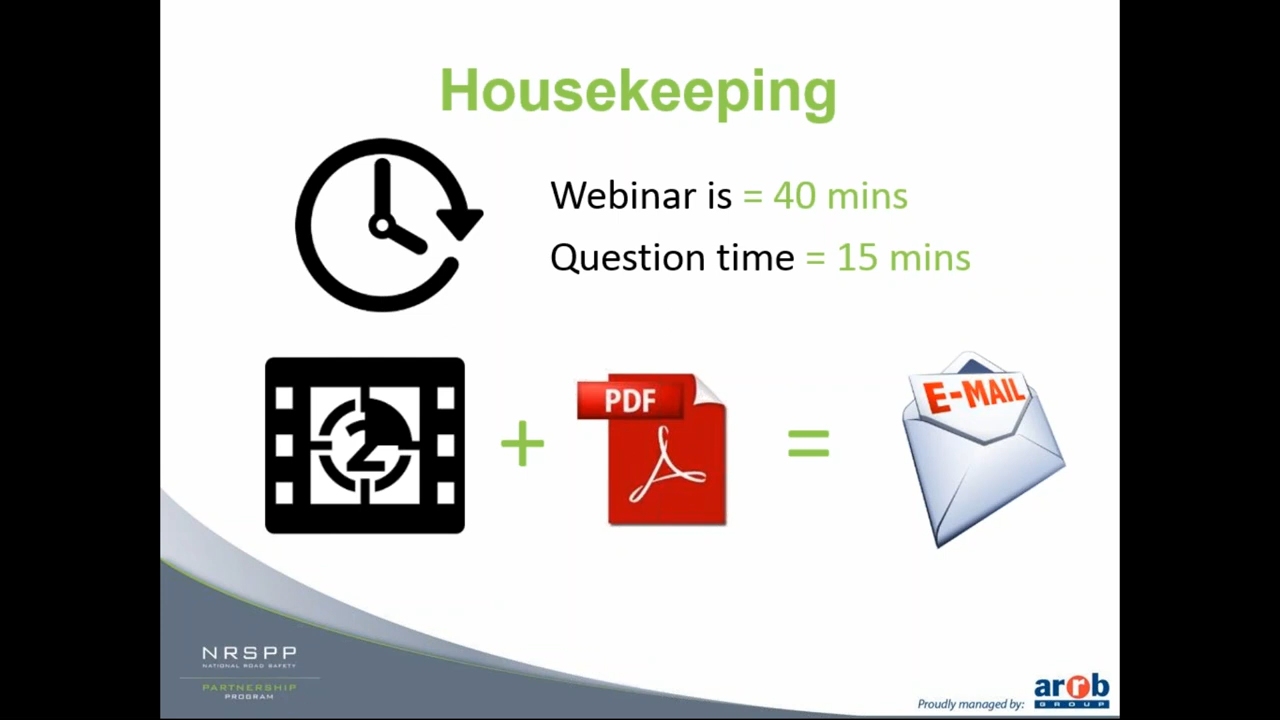 Housekeeping
Webinar is = 40 mins
Question time = 15 mins
2
+
PDF
=
E-MAIL
NRSPP
NATIONAL ROAD SAFETY
PARTNERSHIP
PROGRAM
Proudly managed by:
arrb
GROUP